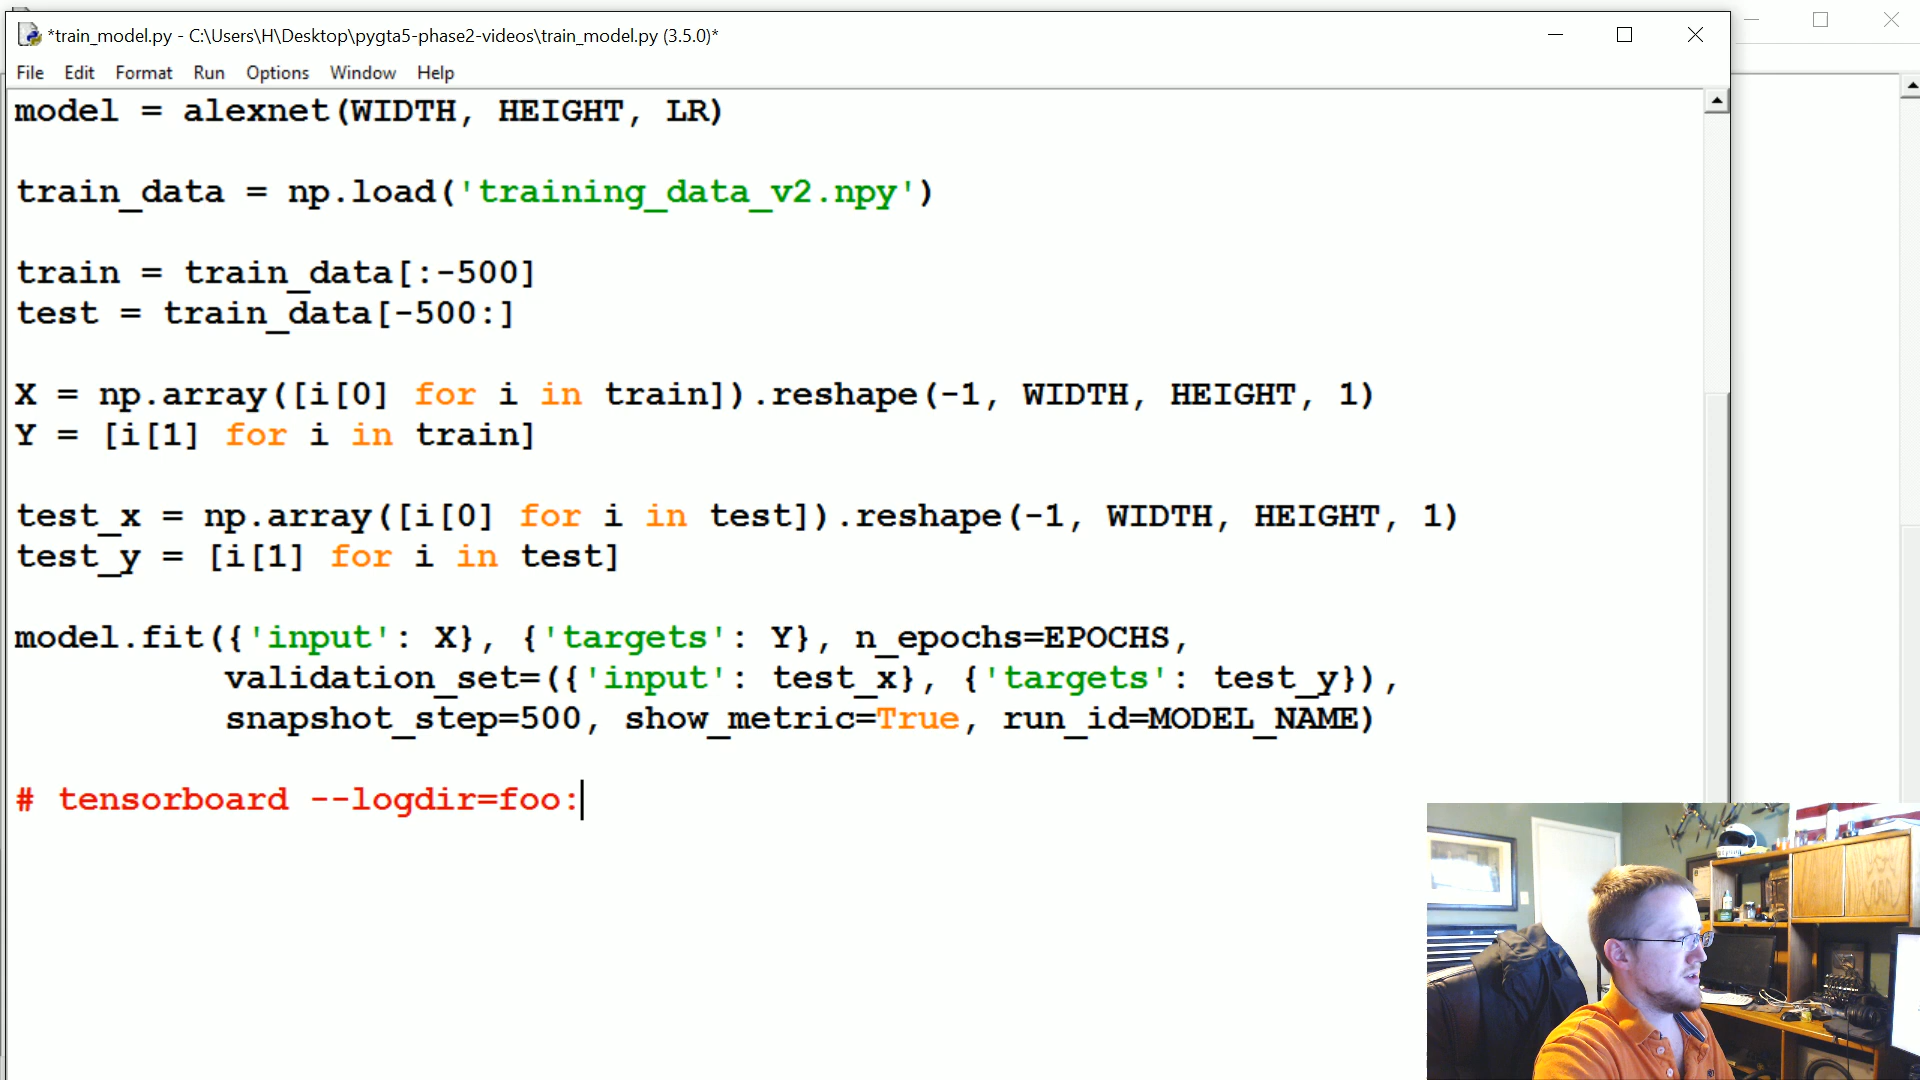 *train_model.py - C:\Users\H\Desktop\pygta5-phase2-videos\train_model.py (3.5.0)*
File Edit Format Run Options Window Help
model = alexnet(WIDTH, HEIGHT, LR)
train_data = np.load('training_data_v2.npy')
train = train_data[:-500]
test = train_data[-500:]
X = np.array([i[0] for i in train]).reshape(-1, WIDTH, HEIGHT, 1)
Y = [i[1] for i in train]
test_x = np.array([i[0] for i in test]).reshape(-1, WIDTH, HEIGHT, 1)
test_y = [i[1] for i in test]
model.fit({'input': X}, {'targets': Y}, n_epochs=EPOCHS,
validation_set=({'input': test_x}, {'targets': test_y}),
snapshot_step=500, show_metric=True, run_id=MODEL_NAME)
# tensorboard --logdir=foo: